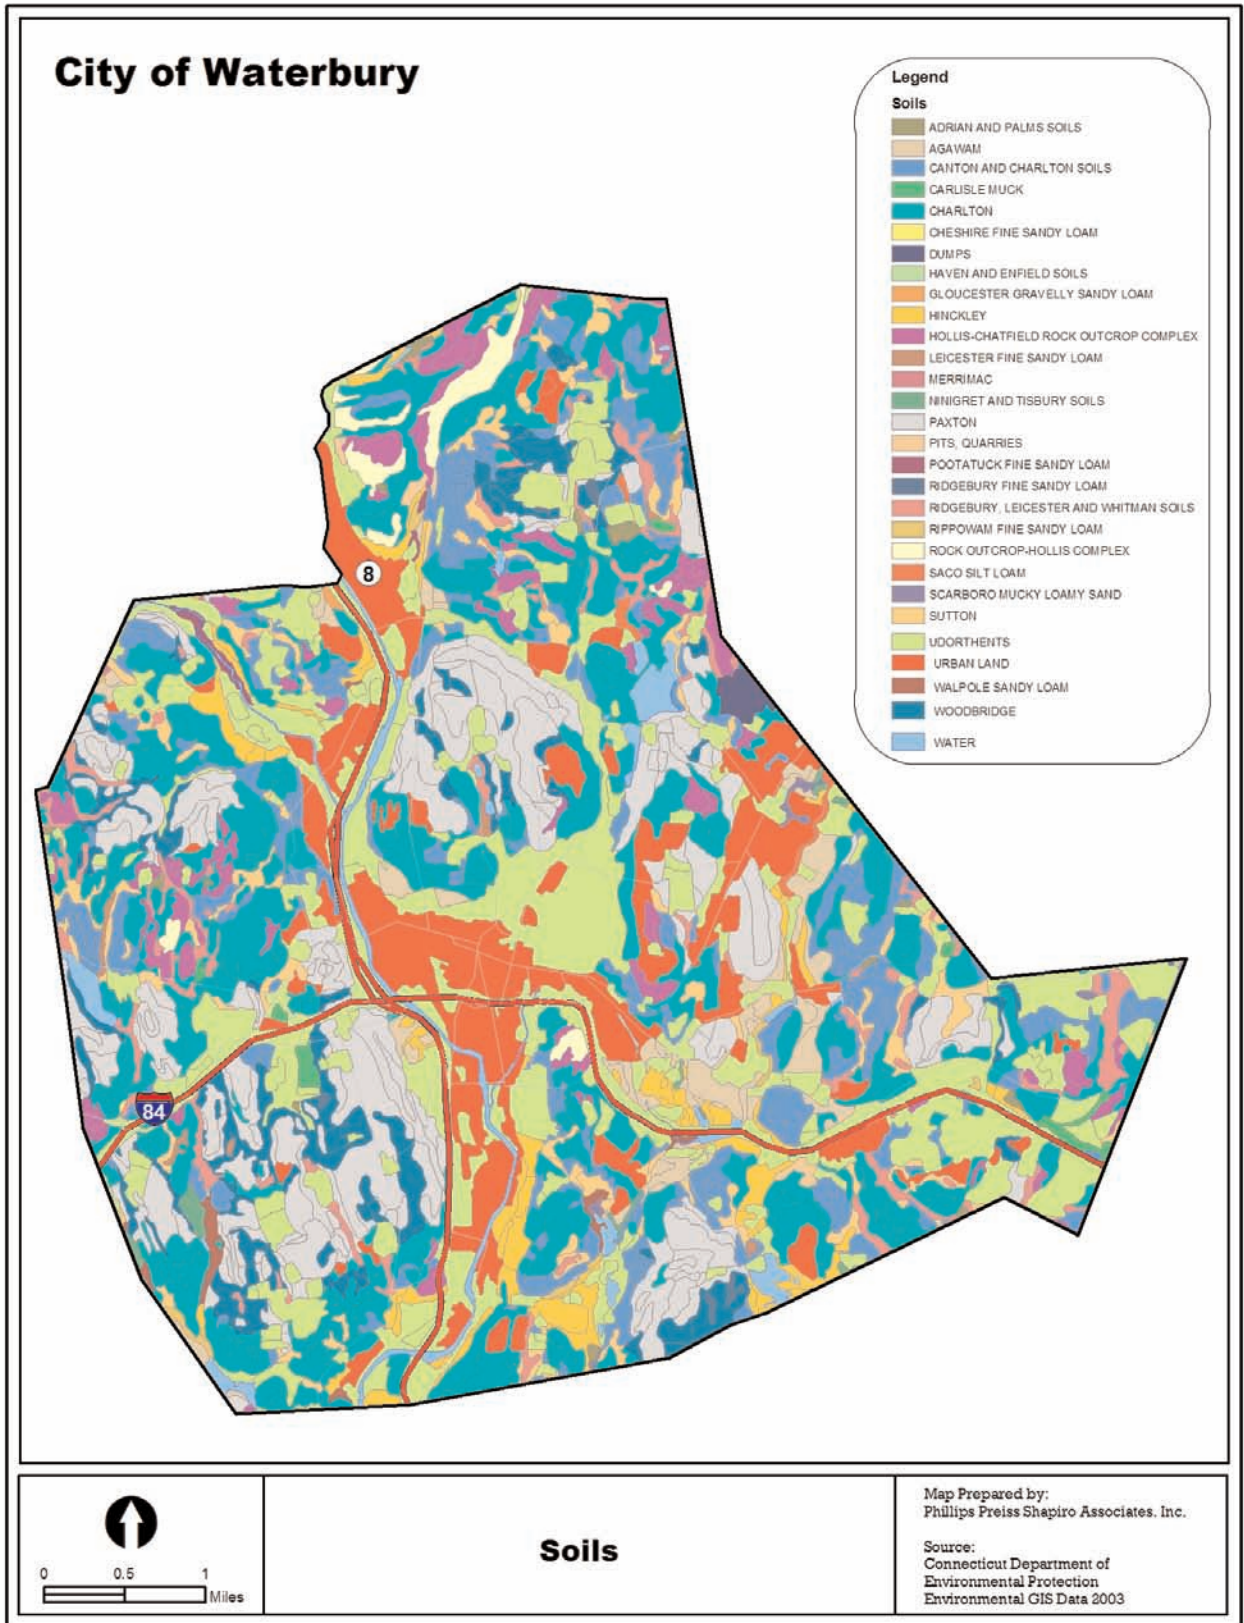 City of Waterbury
Legend
Soils
ADRIAN AND PALMS SOILS
AGAWAM
CANTON AND CHARLTON SOILS
CARLISLE MUCK
CHARLTON
CHESHIRE FINE SANDY LOAM
DUMPS
HAVEN AND ENFIELD SOILS
GLOUCESTER GRAVELLY SANDY LOAM
HINCKLEY
HOLLIS-CHATFIELD ROCK OUTCROP COMPLEX
LEICESTER FINE SANDY LOAM
MERRIMAC
NINIGRET AND TISBURY SOILS
PAXTON
PITS, QUARRIES
POOTATUCK FINE SANDY LOAM
RIDGEBURY FINE SANDY LOAM
RIDGEBURY, LEICESTER AND WHITMAN SOILS
RIPPOWAM FINE SANDY LOAM
ROCK OUTCROP-HOLLIS COMPLEX
SACO SILT LOAM
SCARBORO MUCKY LOAMY SAND
SUTTON
UDORTHENTS
URBAN LAND
WALPOLE SANDY LOAM
WOODBRIDGE
WATER
8
84
0 0.5 1
Miles
Soils
Map Prepared by:
Phillips Preiss Shapiro Associates. Inc.
Source:
Connecticut Department of
Environmental Protection
Environmental GIS Data 2003